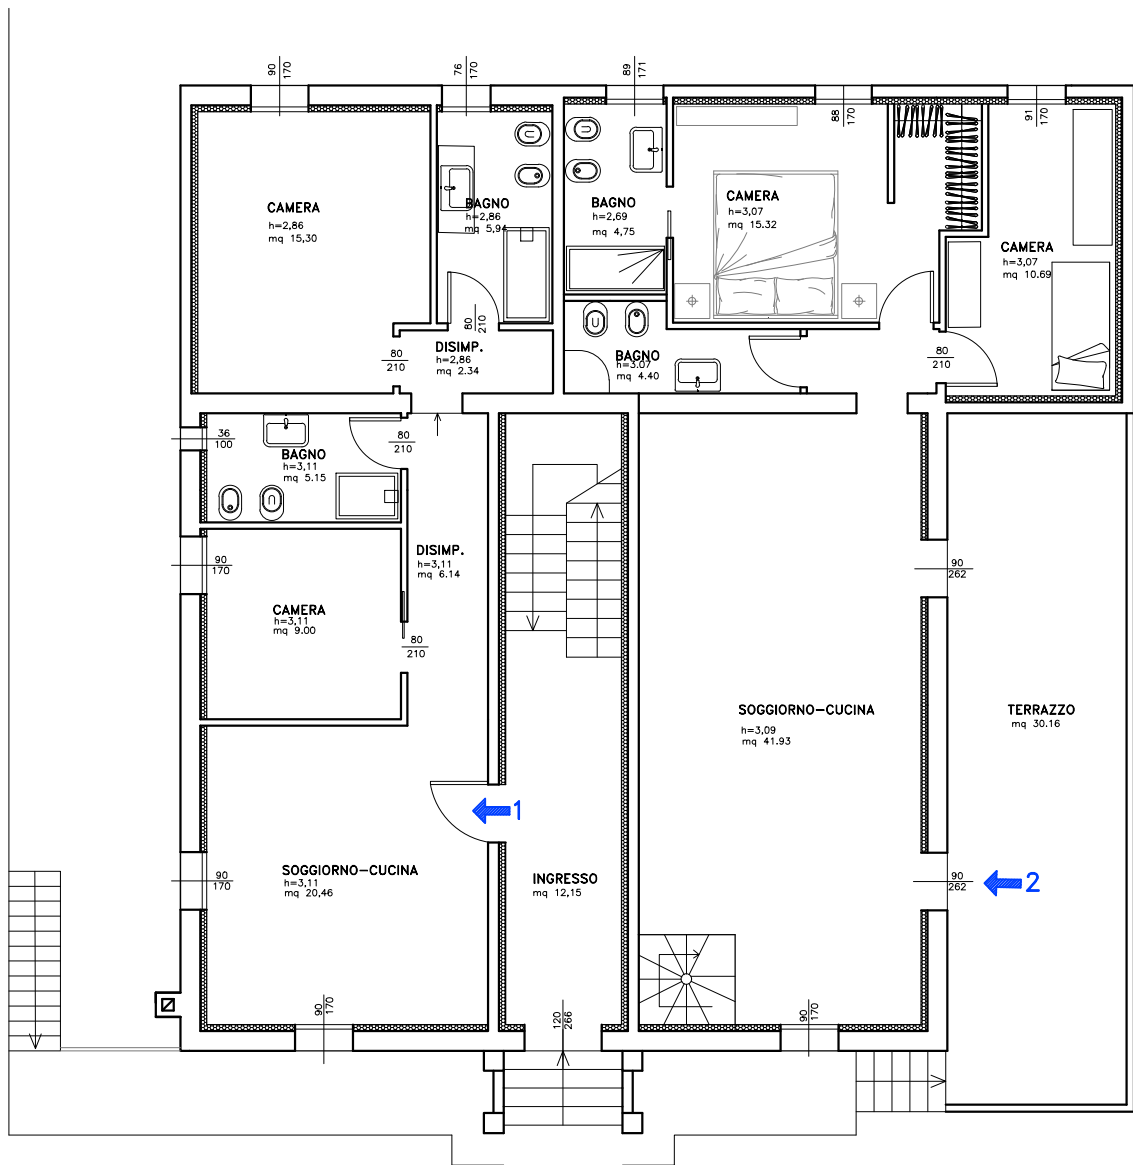 90
170
76
170
89
171
88
170
91
170
CAMERA
h=2,86
mq 15,30
BAGNO
h=2,86
mq 5,94
BAGNO
h=2,69
mq 4,75
CAMERA
h=3,07
mq 15.32
CAMERA
h=3,07
mq 10.69
80
210
80
210
DISIMP.
h=2,86
mq 2.34
BAGNO
h=3.07
mq 4.40
80
210
36
100
BAGNO
h=3,11
mq 5.15
80
210
90
170
DISIMP.
h=3,11
mq 6.14
90
262
CAMERA
h=3,11
mq 9.00
80
210
SOGGIORNO-CUCINA
h=3,09
mq 41.93
TERRAZZO
mq 30.16
1
90
170
SOGGIORNO-CUCINA
h=3,11
mq 20,46
INGRESSO
mq 12,15
90
262
2
90
170
120
266
90
170